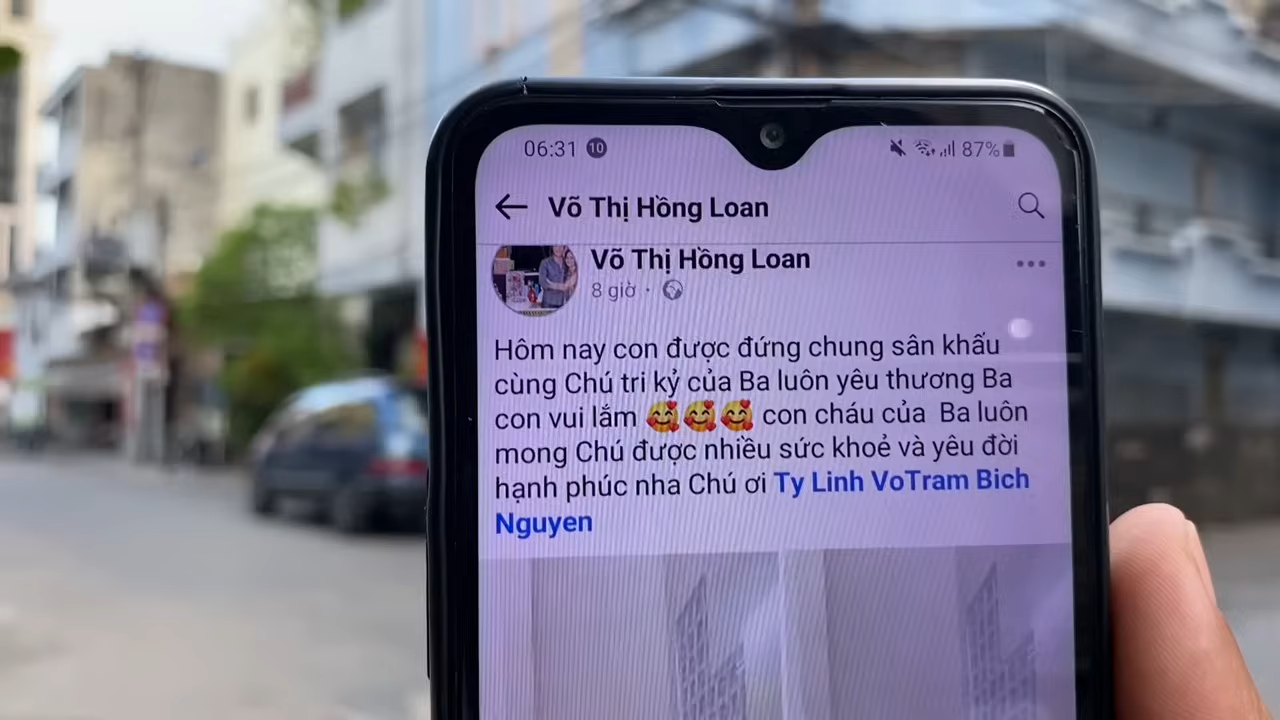 06:31 10 87%
Võ Thị Hồng Loan
Võ Thị Hồng Loan
8 giờ ·
Hôm nay con được đứng chung sân khấu
cùng Chú tri kỷ của Ba luôn yêu thương Ba
con vui lắm 🥰🥰🥰 con cháu của Ba luôn
mong Chú được nhiều sức khoẻ và yêu đời
hạnh phúc nha Chú ơi Ty Linh VoTram Bich
Nguyen